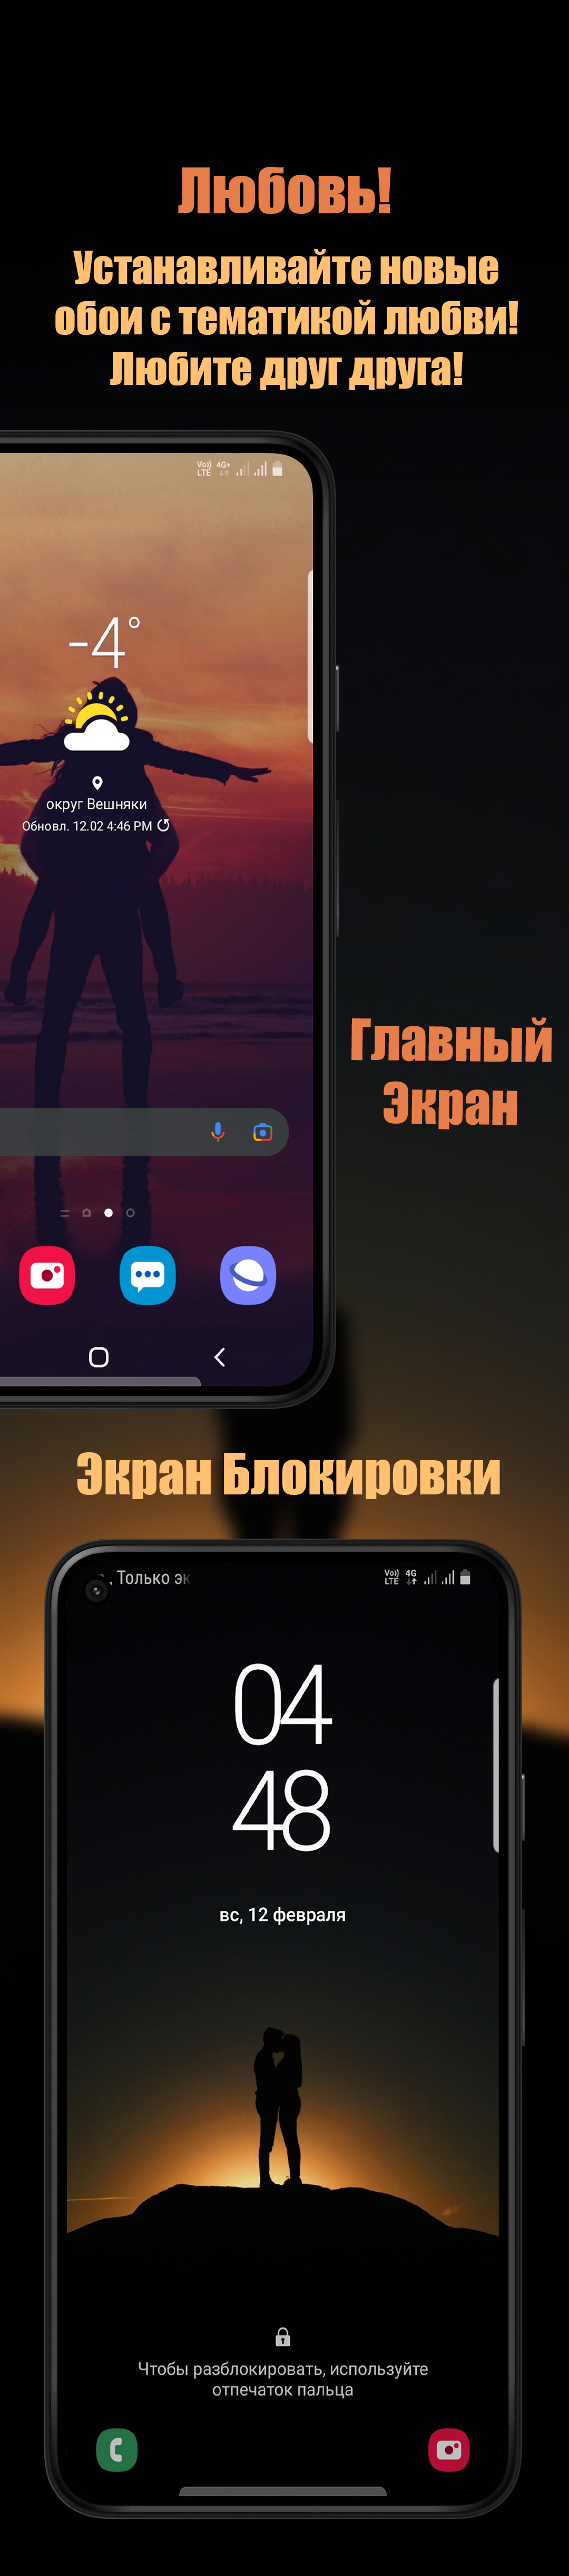 Любовь!
Устанавливайте новые
обои с тематикой любви!
Любите друг друга!
Vo)) 4G+
LTE
-4°
округ Вешняки
Обновл. 12.02 4:46 PM
Главный
Экран
Экран Блокировки
, Только эк
Vo)) 4G
LTE
04
48
вс, 12 февраля
Чтобы разблокировать, используйте
отпечаток пальца